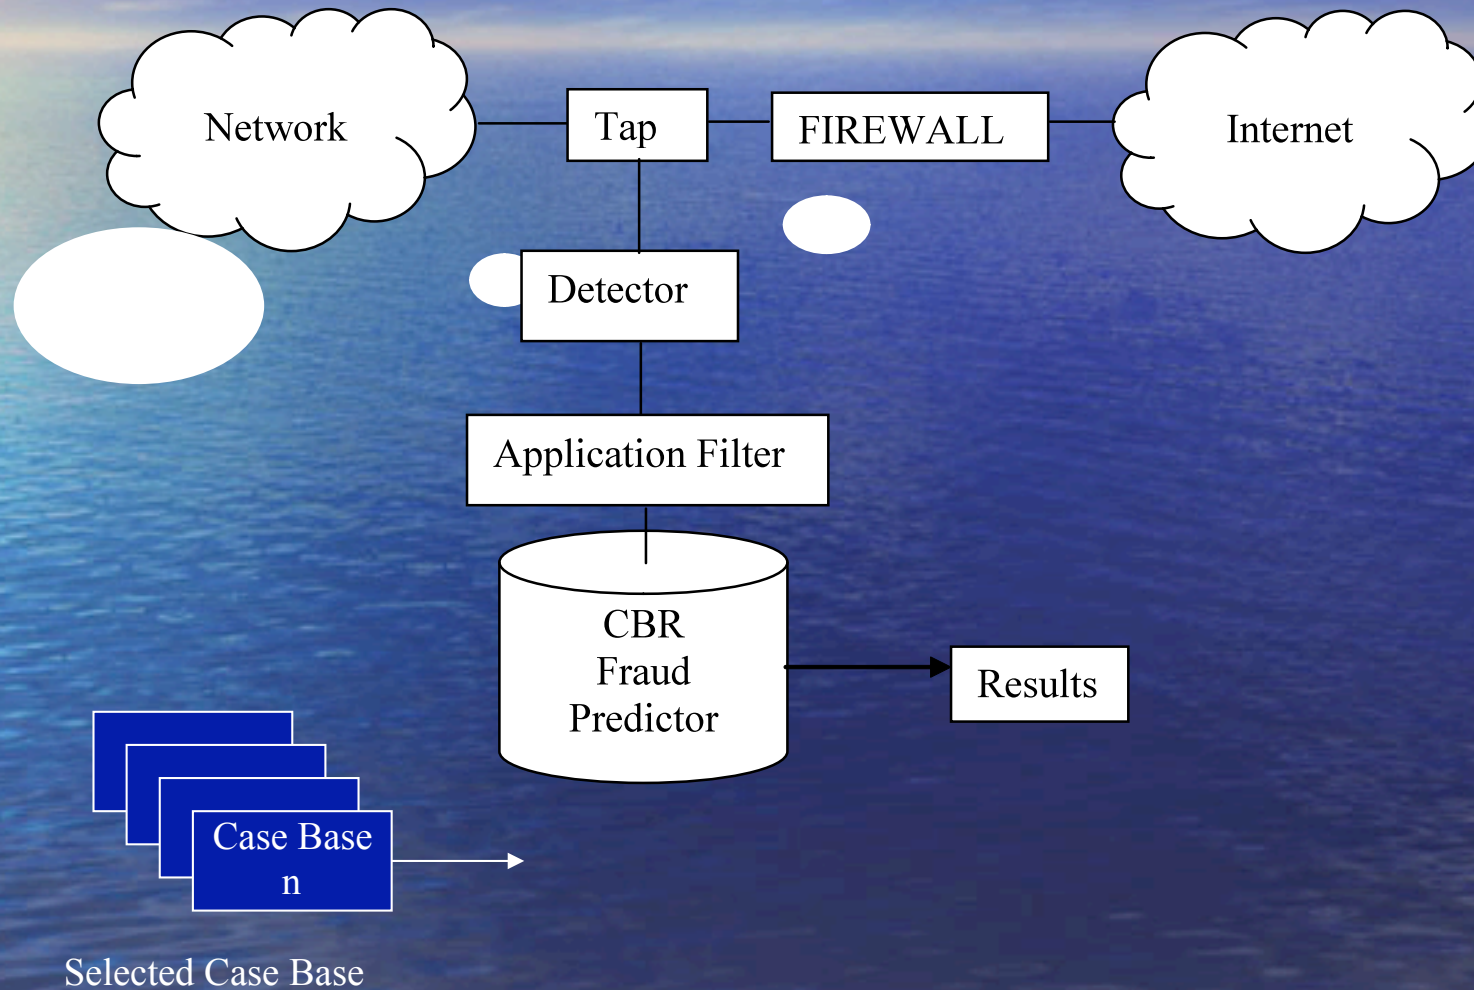 Network
Tap
FIREWALL
Internet
Detector
Application Filter
CBR
Fraud
Predictor
Results
Case Base
n
Selected Case Base